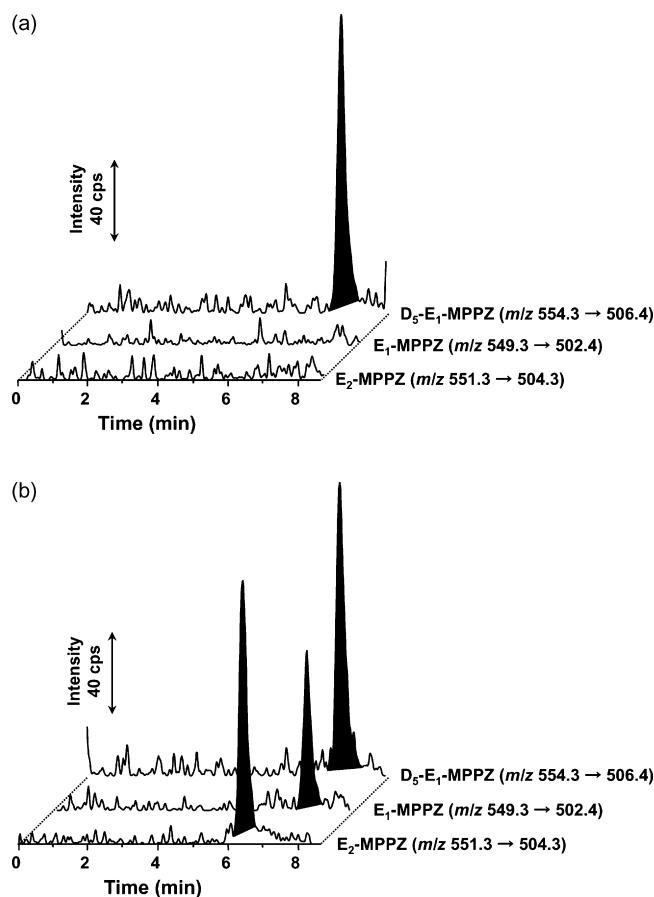 (a)
Intensity
40 cps
D₅-E₁-MPPZ (m/z 554.3 → 506.4)
E₁-MPPZ (m/z 549.3 → 502.4)
E₂-MPPZ (m/z 551.3 → 504.3)
0 2 4 6 8
Time (min)
(b)
Intensity
40 cps
D₅-E₁-MPPZ (m/z 554.3 → 506.4)
E₁-MPPZ (m/z 549.3 → 502.4)
E₂-MPPZ (m/z 551.3 → 504.3)
0 2 4 6 8
Time (min)